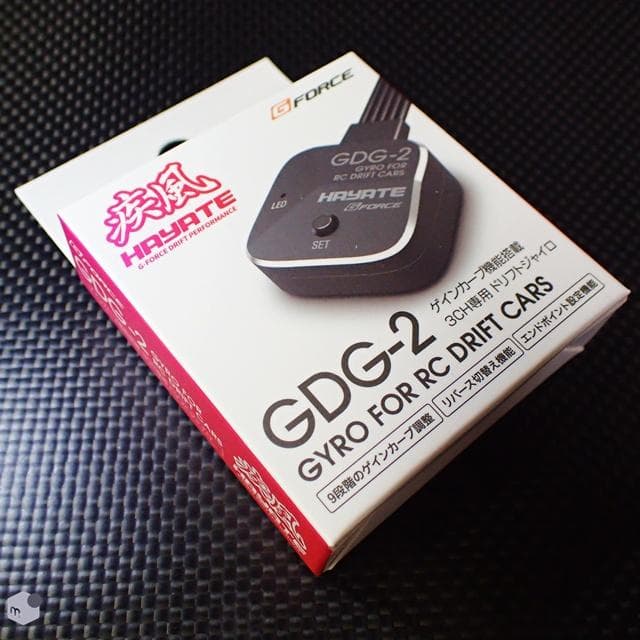 G FORCE
疾風
HAYATE
G-FORCE DRIFT PERFORMANCE
GDG-2
GYRO FOR
RC DRIFT CARS
HAYATE
G FORCE
LED
SET
GDG-2
ゲインカーブ機能搭載
3CH専用 ドリフトジャイロ
GYRO FOR RC DRIFT CARS
9段階のゲインカーブ調整
リバース切替え機能
エンドポイント設定機能
疾風
HAYATE
m